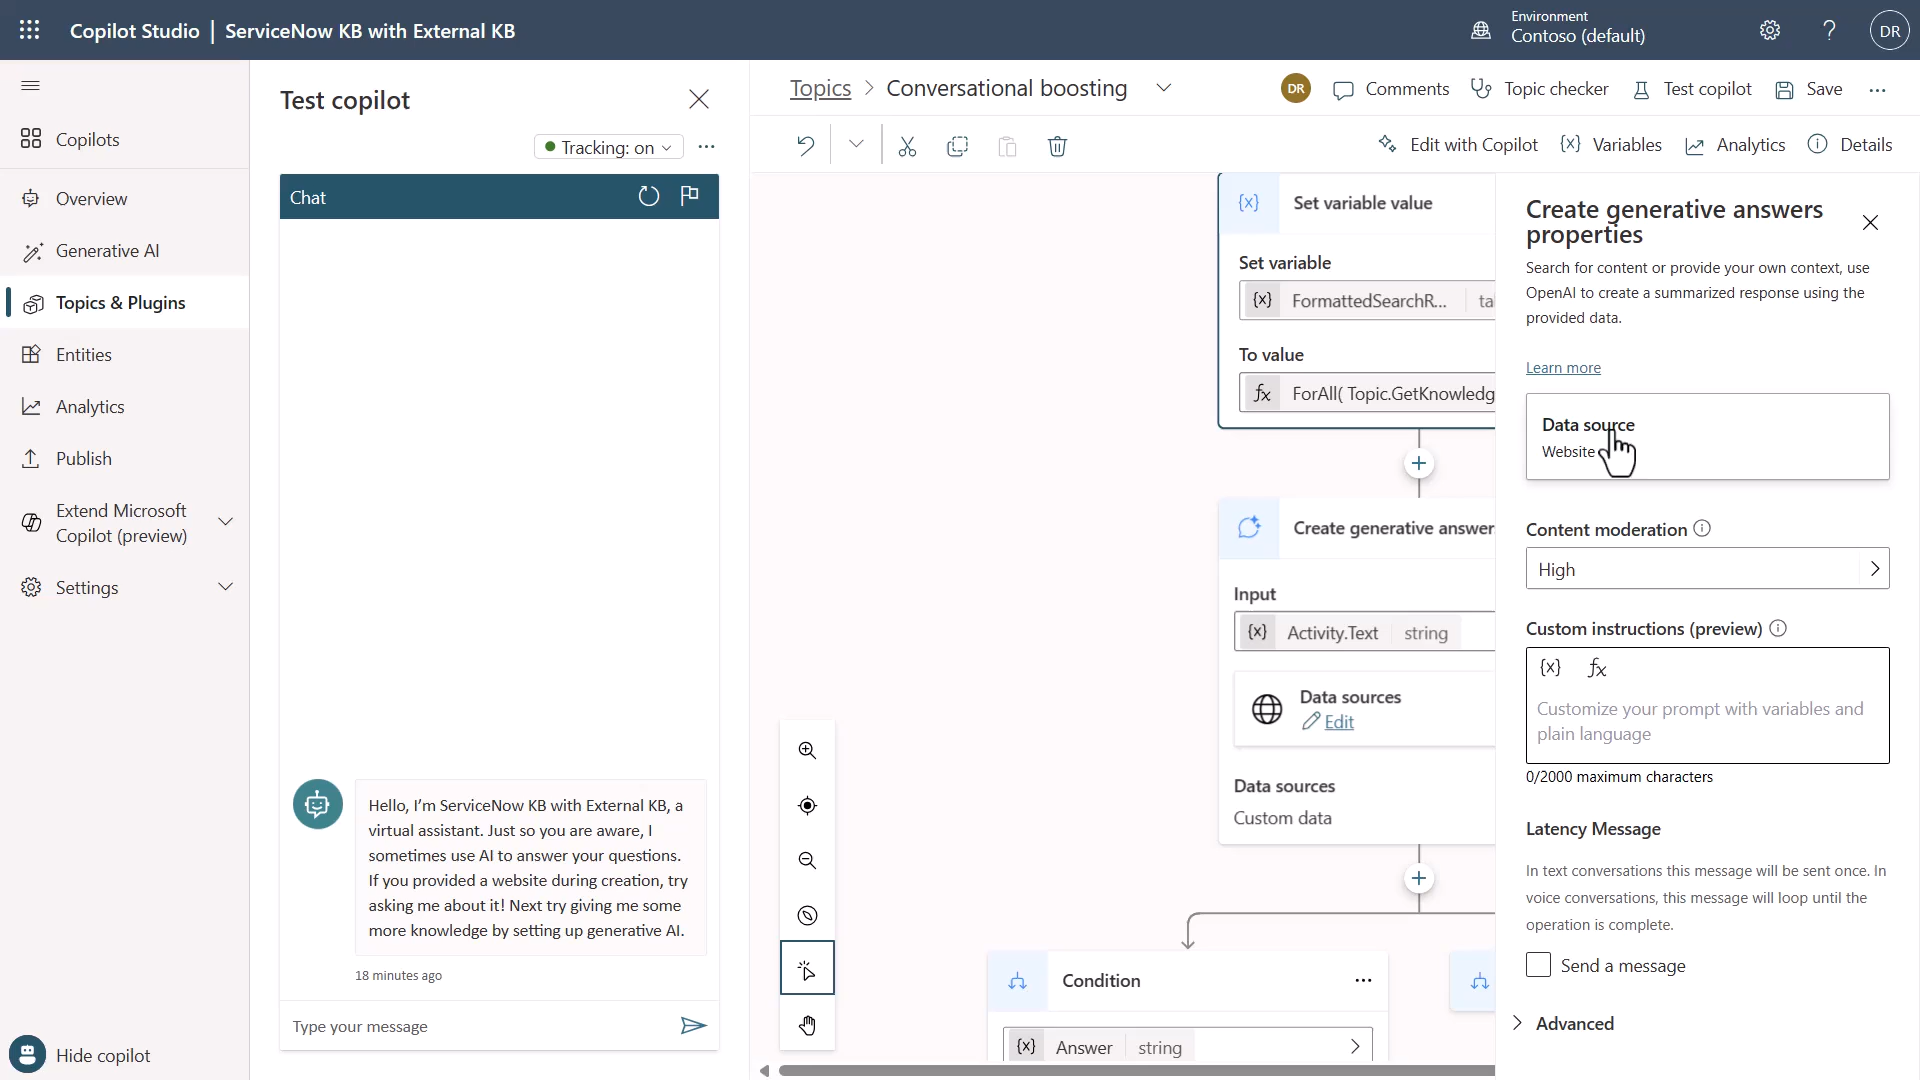 Copilot Studio | ServiceNow KB with External KB
Environment
Contoso (default)
DR
Copilots
Overview
Generative AI
Topics & Plugins
Entities
Analytics
Publish
Extend Microsoft
Copilot (preview)
Settings
Hide copilot
Test copilot
Tracking: on
Chat
Hello, I'm ServiceNow KB with External KB, a
virtual assistant. Just so you are aware, I
sometimes use AI to answer your questions.
If you provided a website during creation, try
asking me about it! Next try giving me some
more knowledge by setting up generative AI.
18 minutes ago
Type your message
Topics > Conversational boosting
DR
Comments
Topic checker
Test copilot
Save
Edit with Copilot
{x} Variables
Analytics
Details
{x} Set variable value
Set variable
{x} FormattedSearchR... ta
To value
fx ForAll( Topic.GetKnowledg
Create generative answer
Input
{x} Activity.Text string
Data sources
Edit
Data sources
Custom data
Condition
{x} Answer string
Create generative answers
properties
Search for content or provide your own context, use
OpenAI to create a summarized response using the
provided data.
Learn more
Data source
Website
Content moderation
High
Custom instructions (preview)
{x} fx
Customize your prompt with variables and
plain language
0/2000 maximum characters
Latency Message
In text conversations this message will be sent once. In
voice conversations, this message will loop until the
operation is complete.
Send a message
Advanced